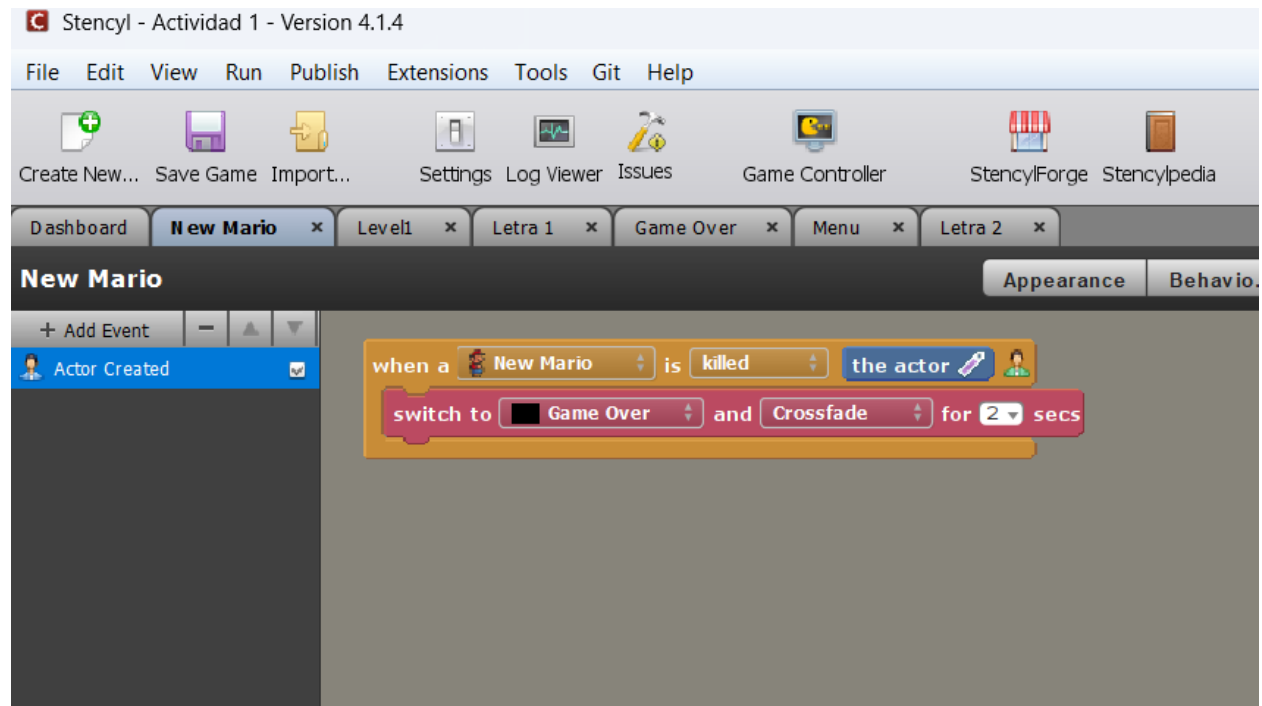 Stencyl - Actividad 1 - Version 4.1.4
File Edit View Run Publish Extensions Tools Git Help
Create New... Save Game Import... Settings Log Viewer Issues Game Controller StencylForge Stencylpedia
Dashboard New Mario × Level1 × Letra 1 × Game Over × Menu × Letra 2 ×
New Mario Appearance Behavio.
+ Add Event
Actor Created
when a New Mario is killed the actor
switch to Game Over and Crossfade for 2 secs